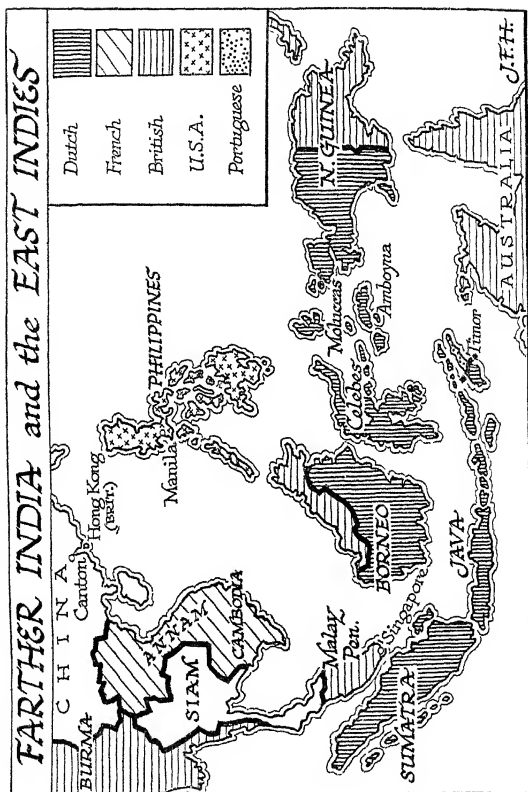 FARTHER INDIA and the EAST INDIES
Dutch
French
British
U.S.A.
Portuguese
CHINA
Canton
Hong Kong
(BRIT.)
BURMA
ANNAM
SIAM
CAMBODIA
PHILIPPINES
Manila
Malay
Pen.
Singapore
SUMATRA
BORNEO
JAVA
Celebes
Moluccas
Amboyna
Timor
N. GUINEA
AUSTRALIA
J.F.H.